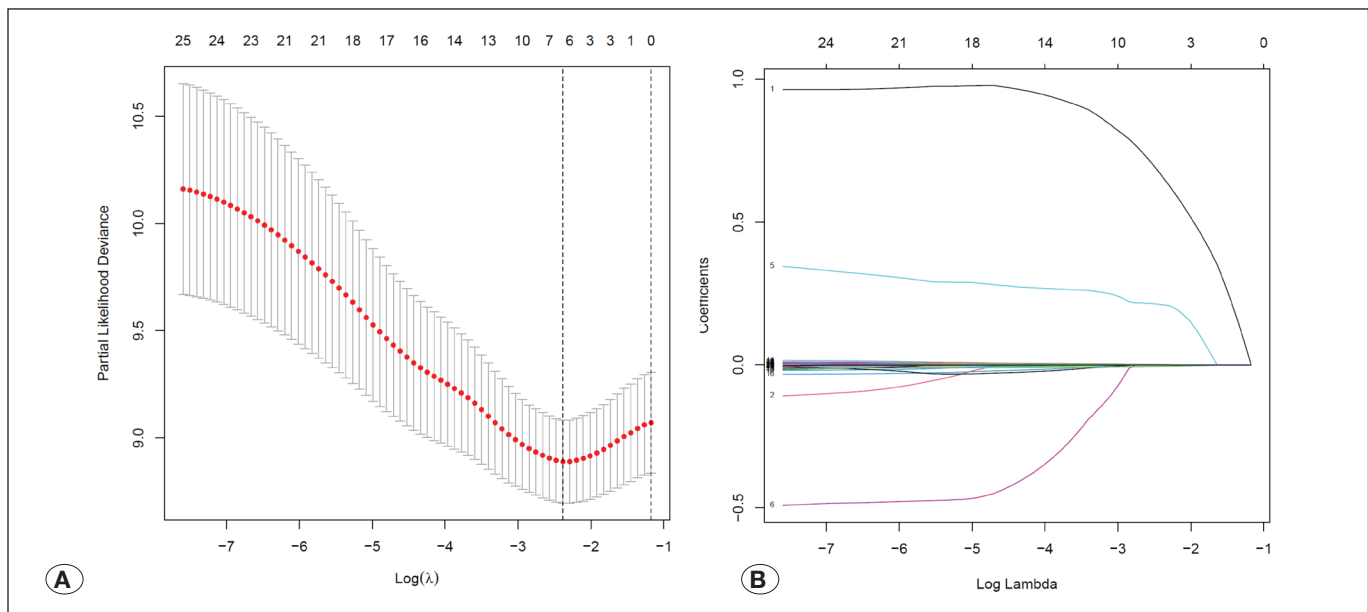 25 24 23 21 21 18 17 16 14 13 10 7 6 3 3 1 0
Partial Likelihood Deviance
10.5
10.0
9.5
9.0
−7 −6 −5 −4 −3 −2 −1
Log(λ)
A
24 21 18 14 10 3 0
Coefficients
1.0
0.5
0.0
−0.5
1
5
16
2
6
−7 −6 −5 −4 −3 −2 −1
Log Lambda
B